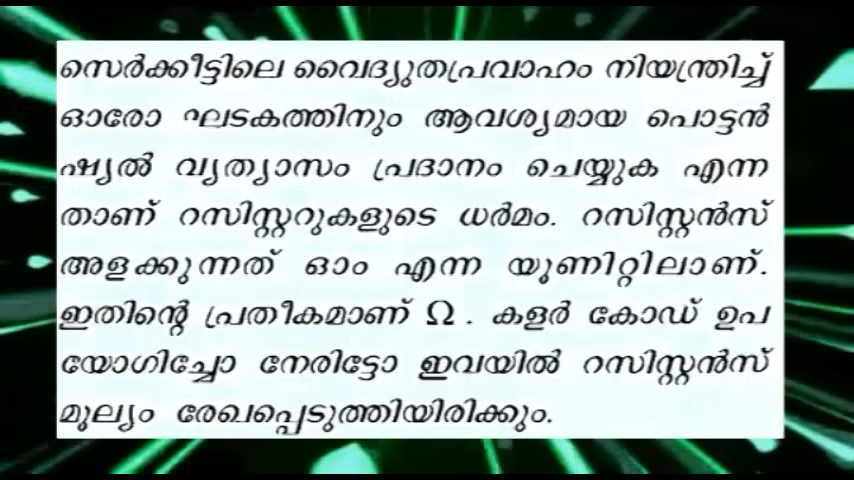 സെർക്കീട്ടിലെ വൈദ്യുതപ്രവാഹം നിയന്ത്രിച്ച്
ഓരോ ഘടകത്തിനും ആവശ്യമായ പൊട്ടൻ
ഷ്യൽ വ്യത്യാസം പ്രദാനം ചെയ്യുക എന്ന
താണ് റസിസ്റ്ററുകളുടെ ധർമം. റസിസ്റ്റൻസ്
അളക്കുന്നത് ഓം എന്ന യൂണിറ്റിലാണ്.
ഇതിന്റെ പ്രതീകമാണ് Ω . കളർ കോഡ് ഉപ
യോഗിച്ചോ നേരിട്ടോ ഇവയിൽ റസിസ്റ്റൻസ്
മൂല്യം രേഖപ്പെടുത്തിയിരിക്കും.